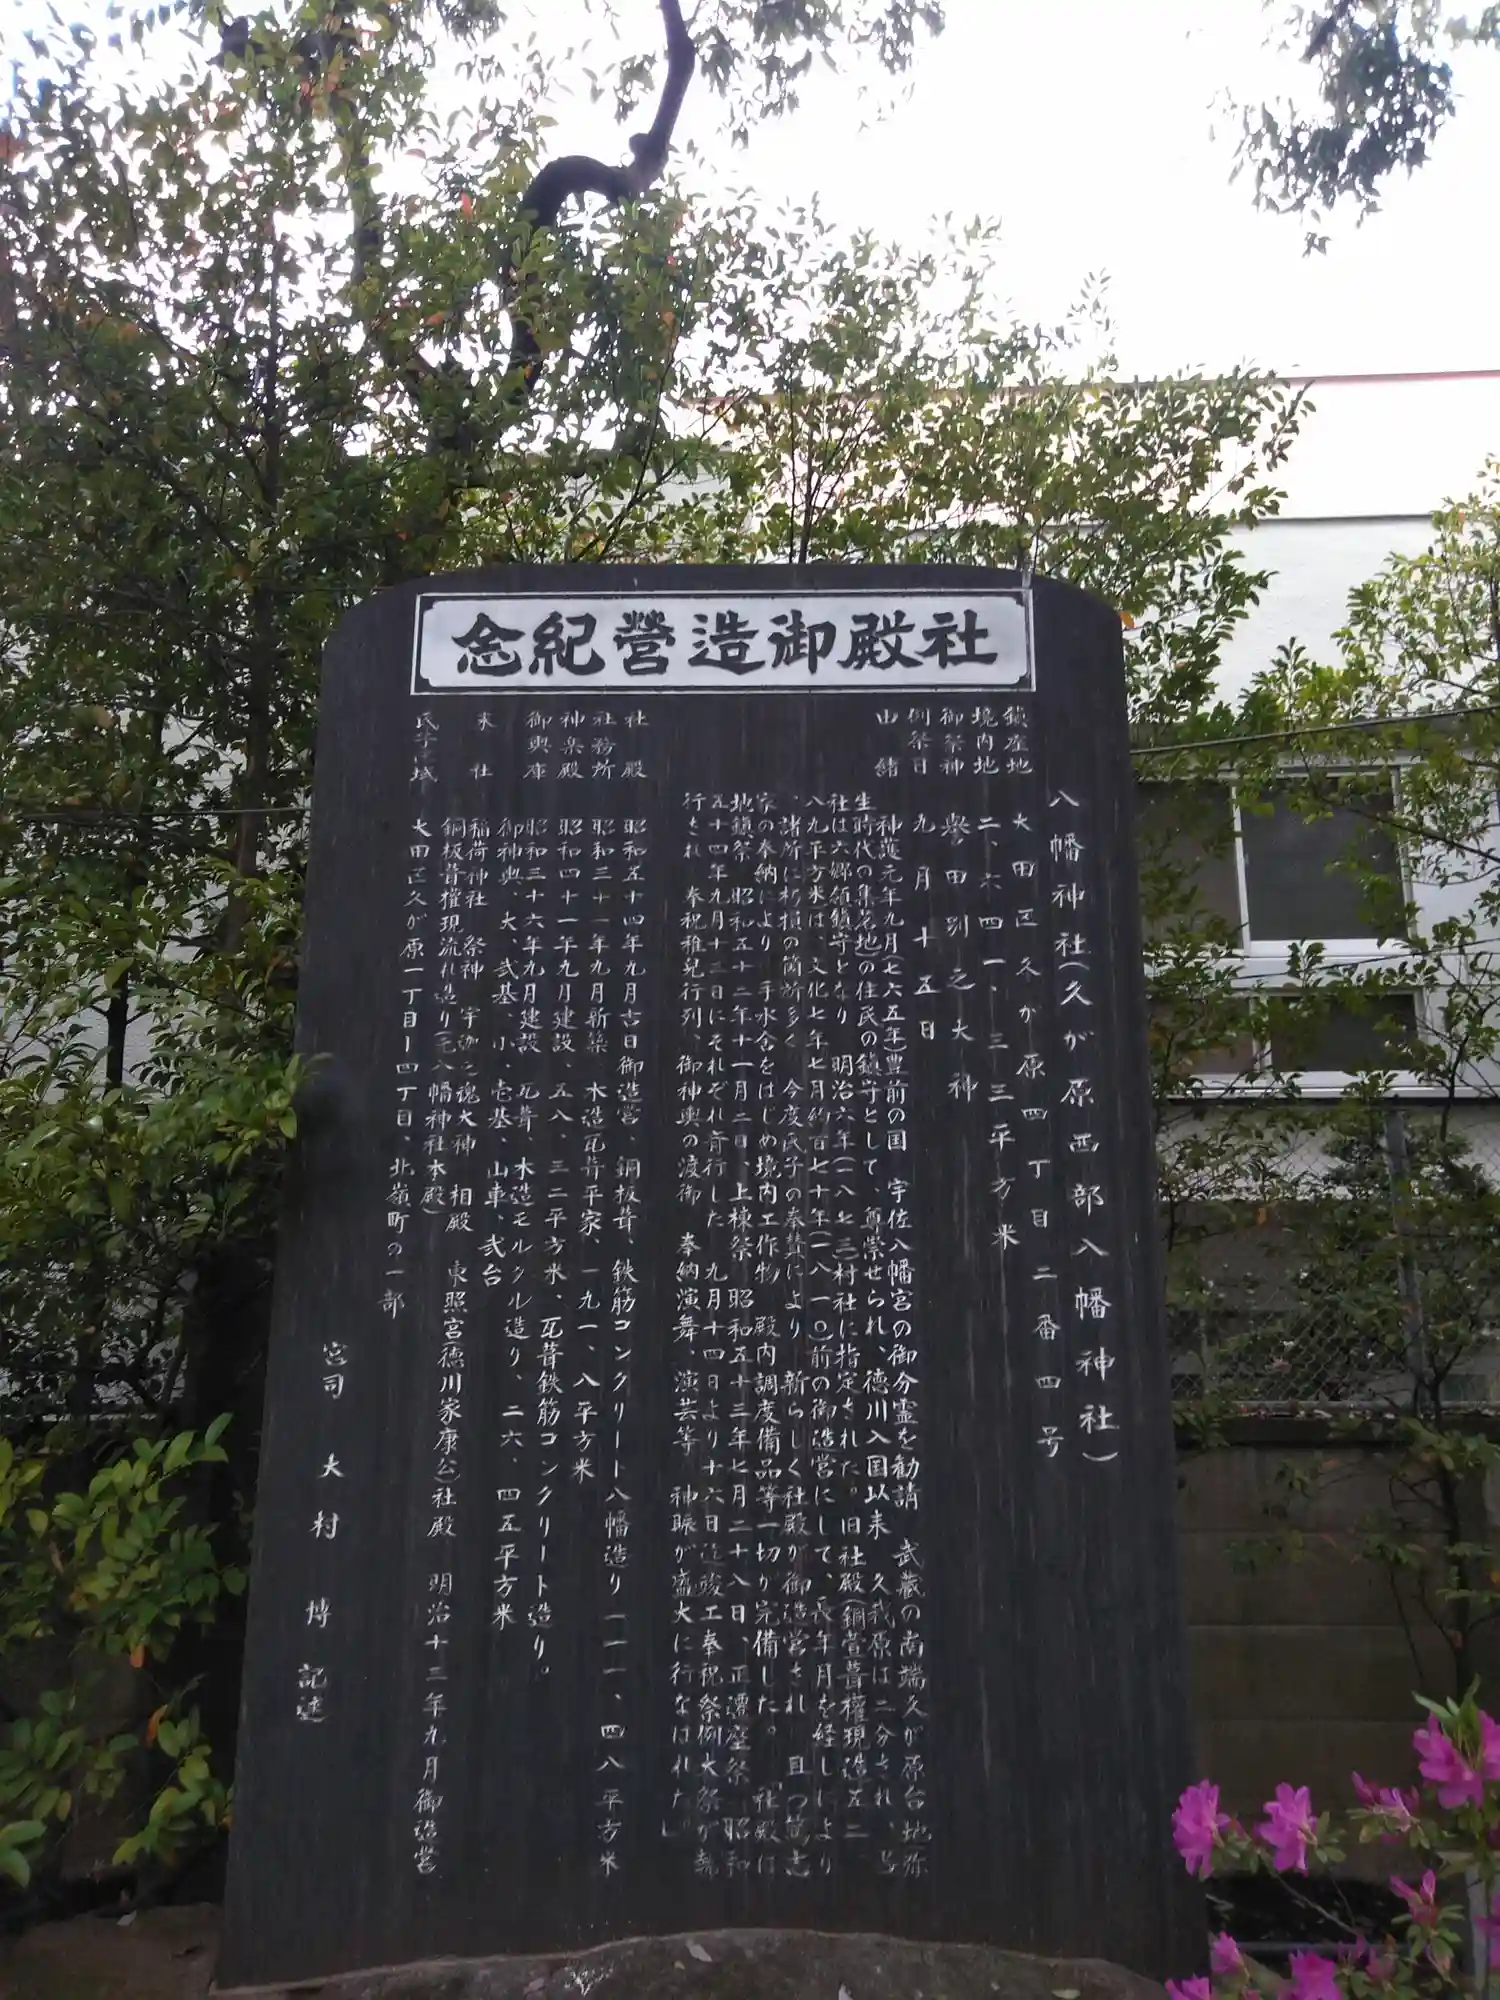 社殿御造營紀念
八幡神社(久が原西部八幡神社)
鎮座地 大田区久が原四丁目二番四号
境内地 二、六四一、三三平方米
御祭神 誉田別之大神
例祭日 九月十五日
由緒 神護元年九月(七六五年)豊前の国 宇佐八幡宮の御分霊を勧請 武蔵の南端久が原台地弥
生時代の集落地の住民の鎮守として、尊崇せられ、徳川入国以来 久我原は二分され、当
社は六郷領鎮守となり 明治六年(一八七三)村社に指定された。旧社殿(銅萱葺權現造五二
八九平方米は、文化七年七月約百七十年(一八一〇)前の御造営にして、長年月を経しにより
、諸所に朽損の箇所多く、今度氏子の奉賛により 新らしく社殿が御造営され 且つ篤志
家の奉納により 手水舎をはじめ境内工作物 殿内調度備品等一切が完備した。「社殿は
地鎮祭 昭和五十二年十一月二日、上棟祭 昭和五十三年七月二十八日、正遷座祭 昭和
五十四年九月十三日にそれぞれ斎行した 九月十四日より十六日迄竣工奉祝祭例大祭が執
行され、奉祝稚兒行列、御神輿の渡御 奉納演舞、演芸等 神賑が盛大に行なはれた。」
社殿 昭和五十四年九月吉日御造営、銅板葺、鉄筋コンクリート八幡造り一一一、四八平方米
社務所 昭和三十一年九月新築 木造瓦葺平家、一九一、八平方米
神楽殿 昭和四十一年九月建設、五八、三二平方米、瓦葺鉄筋コンクリート造り。
御輿庫 昭和三十六年九月建設 瓦葺、木造モルタル造り、二六、四五平方米
御神輿、大、弐基、小、壱基、山車、弐台
末社 稲荷神社 祭神 宇迦之魂大神 相殿 東照宮(徳川家康公)社殿 明治十三年九月御造営
銅板葺權現流れ造り(元八幡神社本殿)
氏子区域 大田区久が原一丁目ー四丁目、北嶺町の一部
宮司 大村 博 記述